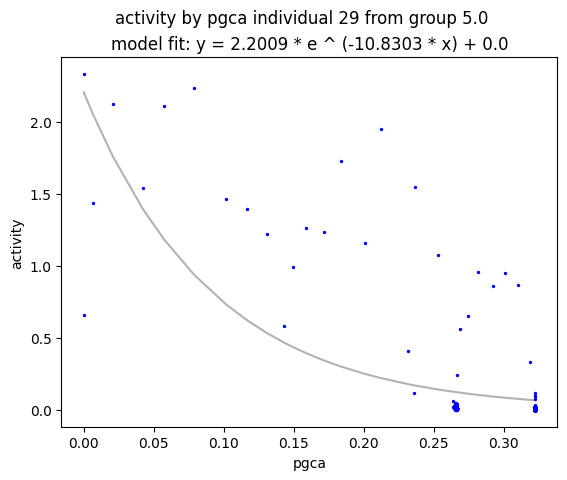 activity by pgca individual 29 from group 5.0
model fit: y = 2.2009 * e ^ (-10.8303 * x) + 0.0
2.0
1.5
activity
1.0
0.5
0.0
0.00 0.05 0.10 0.15 0.20 0.25 0.30
pgca